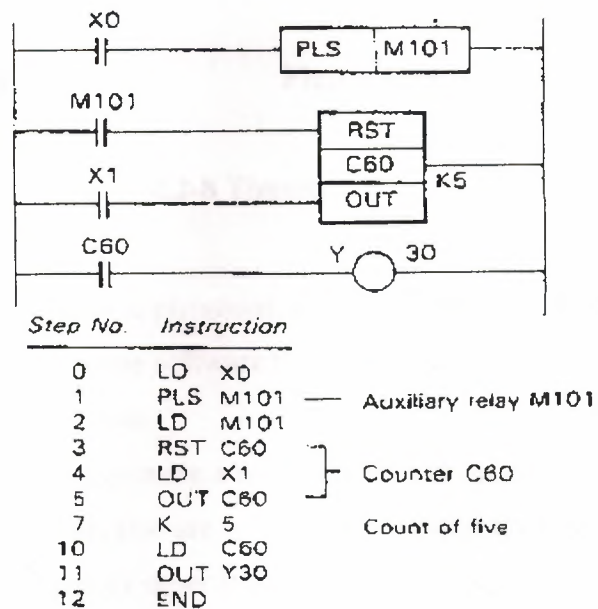 X0
PLS M101
M101
RST
C60
K5
X1
OUT
C60
Y 30
Step No. Instruction
0 LD X0
1 PLS M101 — Auxiliary relay M101
2 LD M101
3 RST C60
4 LD X1 Counter C60
5 OUT C60
7 K 5 Count of five
10 LD C60
11 OUT Y30
12 END